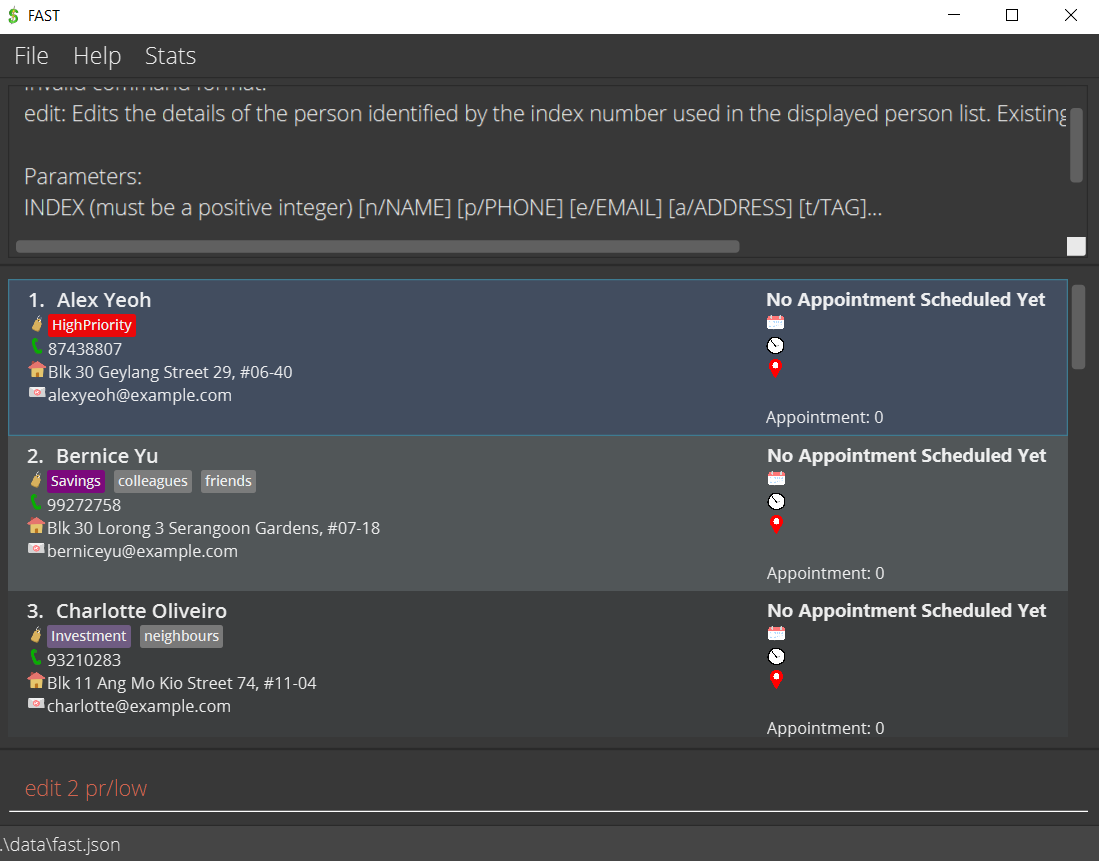 FAST
File Help Stats
Invalid command format!
edit: Edits the details of the person identified by the index number used in the displayed person list. Existing
Parameters:
INDEX (must be a positive integer) [n/NAME] [p/PHONE] [e/EMAIL] [a/ADDRESS] [t/TAG]...
1. Alex Yeoh
HighPriority
87438807
Blk 30 Geylang Street 29, #06-40
alexyeoh@example.com
No Appointment Scheduled Yet
Appointment: 0
2. Bernice Yu
Savings colleagues friends
99272758
Blk 30 Lorong 3 Serangoon Gardens, #07-18
berniceyu@example.com
No Appointment Scheduled Yet
Appointment: 0
3. Charlotte Oliveiro
Investment neighbours
93210283
Blk 11 Ang Mo Kio Street 74, #11-04
charlotte@example.com
No Appointment Scheduled Yet
Appointment: 0
edit 2 pr/low
.\data\fast.json